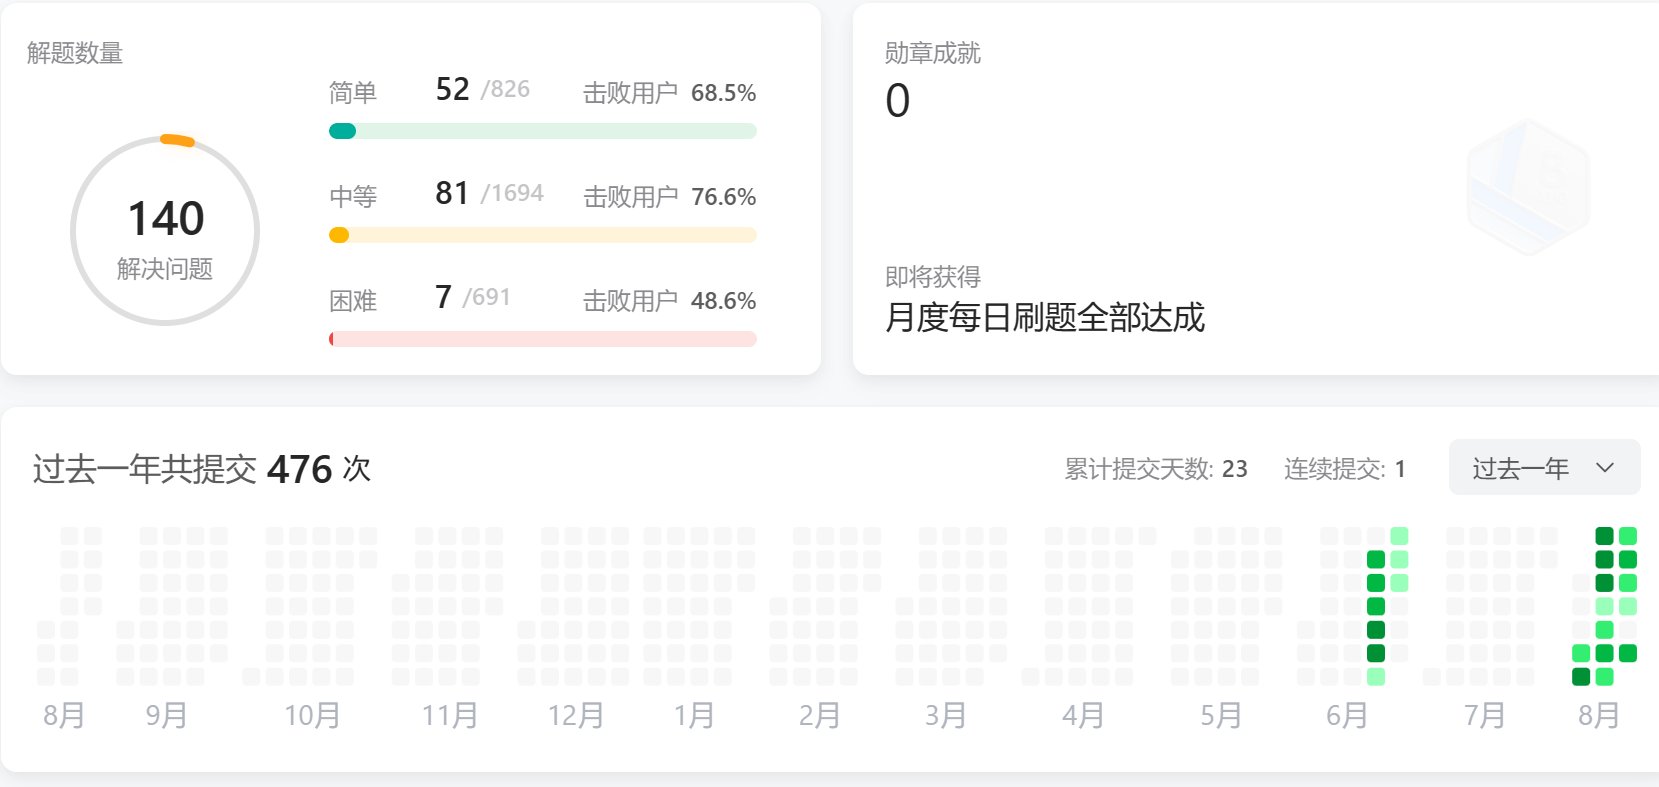 解题数量
140
解决问题
简单 52 /826 击败用户 68.5%
中等 81 /1694 击败用户 76.6%
困难 7 /691 击败用户 48.6%
勋章成就
0
即将获得
月度每日刷题全部达成
过去一年共提交 476 次
累计提交天数: 23 连续提交: 1 过去一年
8月 9月 10月 11月 12月 1月 2月 3月 4月 5月 6月 7月 8月